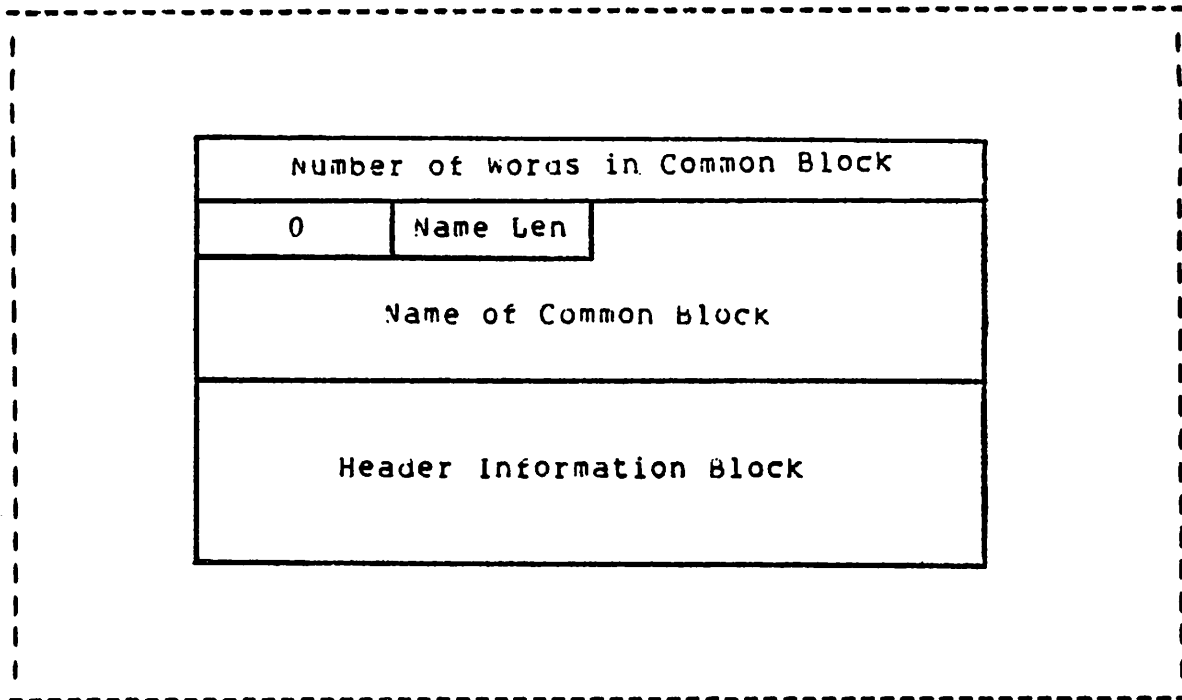 Number of Words in Common Block
0 Name Len
Name of Common Block
Header Information Block